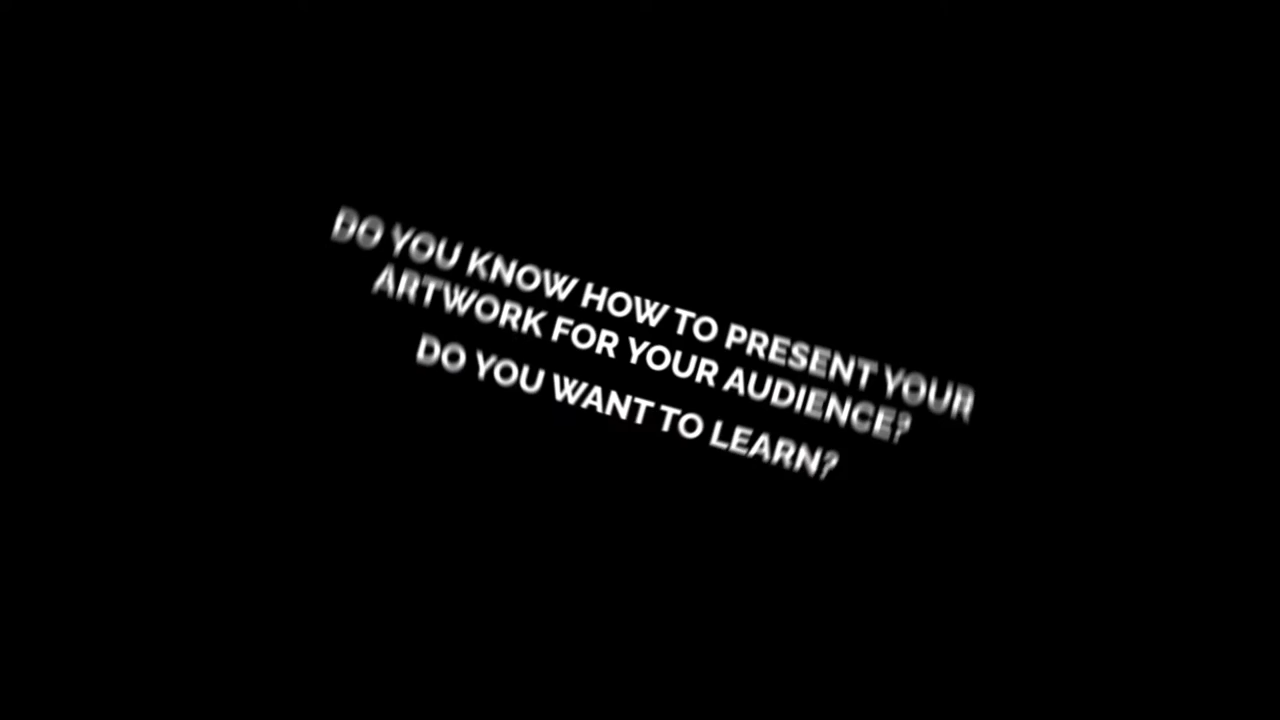 DO YOU KNOW HOW TO PRESENT YOUR
ARTWORK FOR YOUR AUDIENCE?
DO YOU WANT TO LEARN?